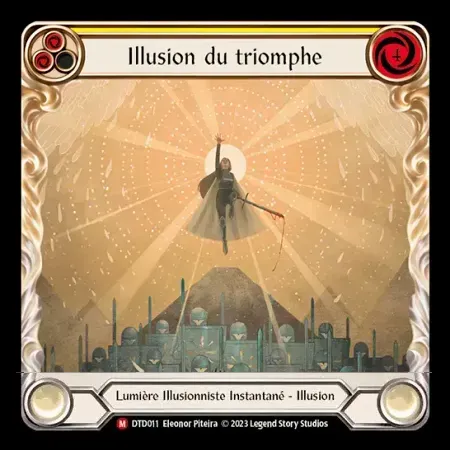 Illusion du triomphe
Lumière Illusionniste Instantané - Illusion
M DTD011 Eleonor Piteira © 2023 Legend Story Studios